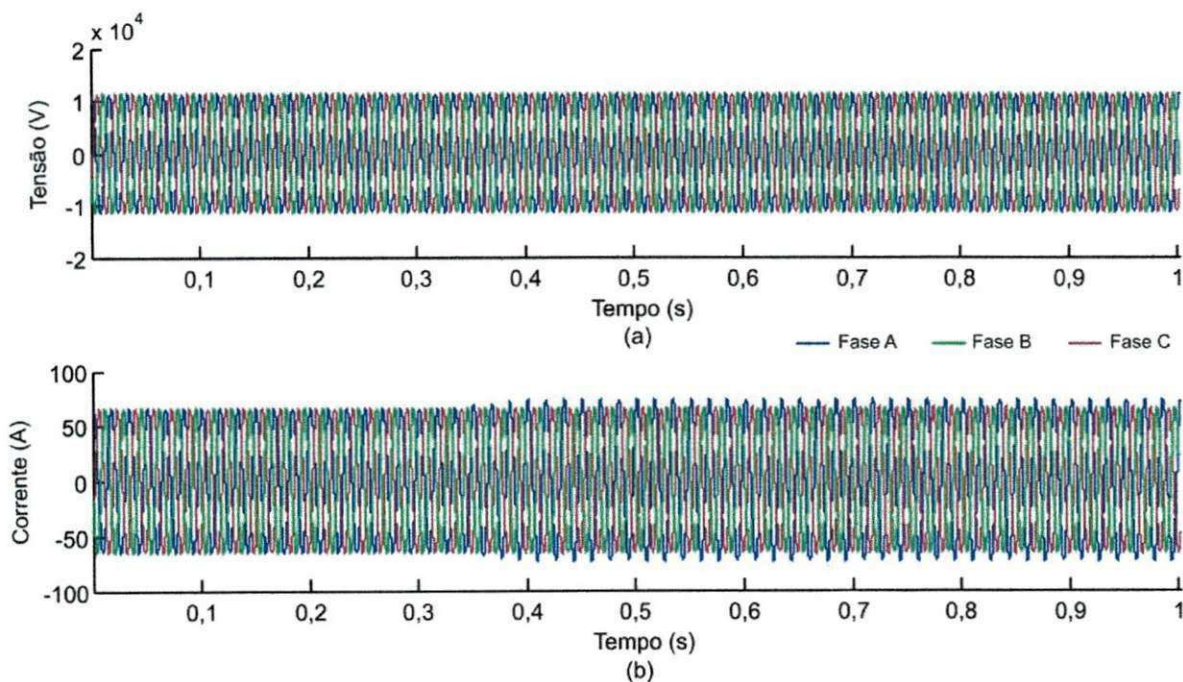 x 10⁴
2
1
0
-1
-2
Tensão (V)
0,1 0,2 0,3 0,4 0,5 0,6 0,7 0,8 0,9 1
Tempo (s)
(a)
Fase A Fase B Fase C
100
50
0
-50
-100
Corrente (A)
0,1 0,2 0,3 0,4 0,5 0,6 0,7 0,8 0,9 1
Tempo (s)
(b)